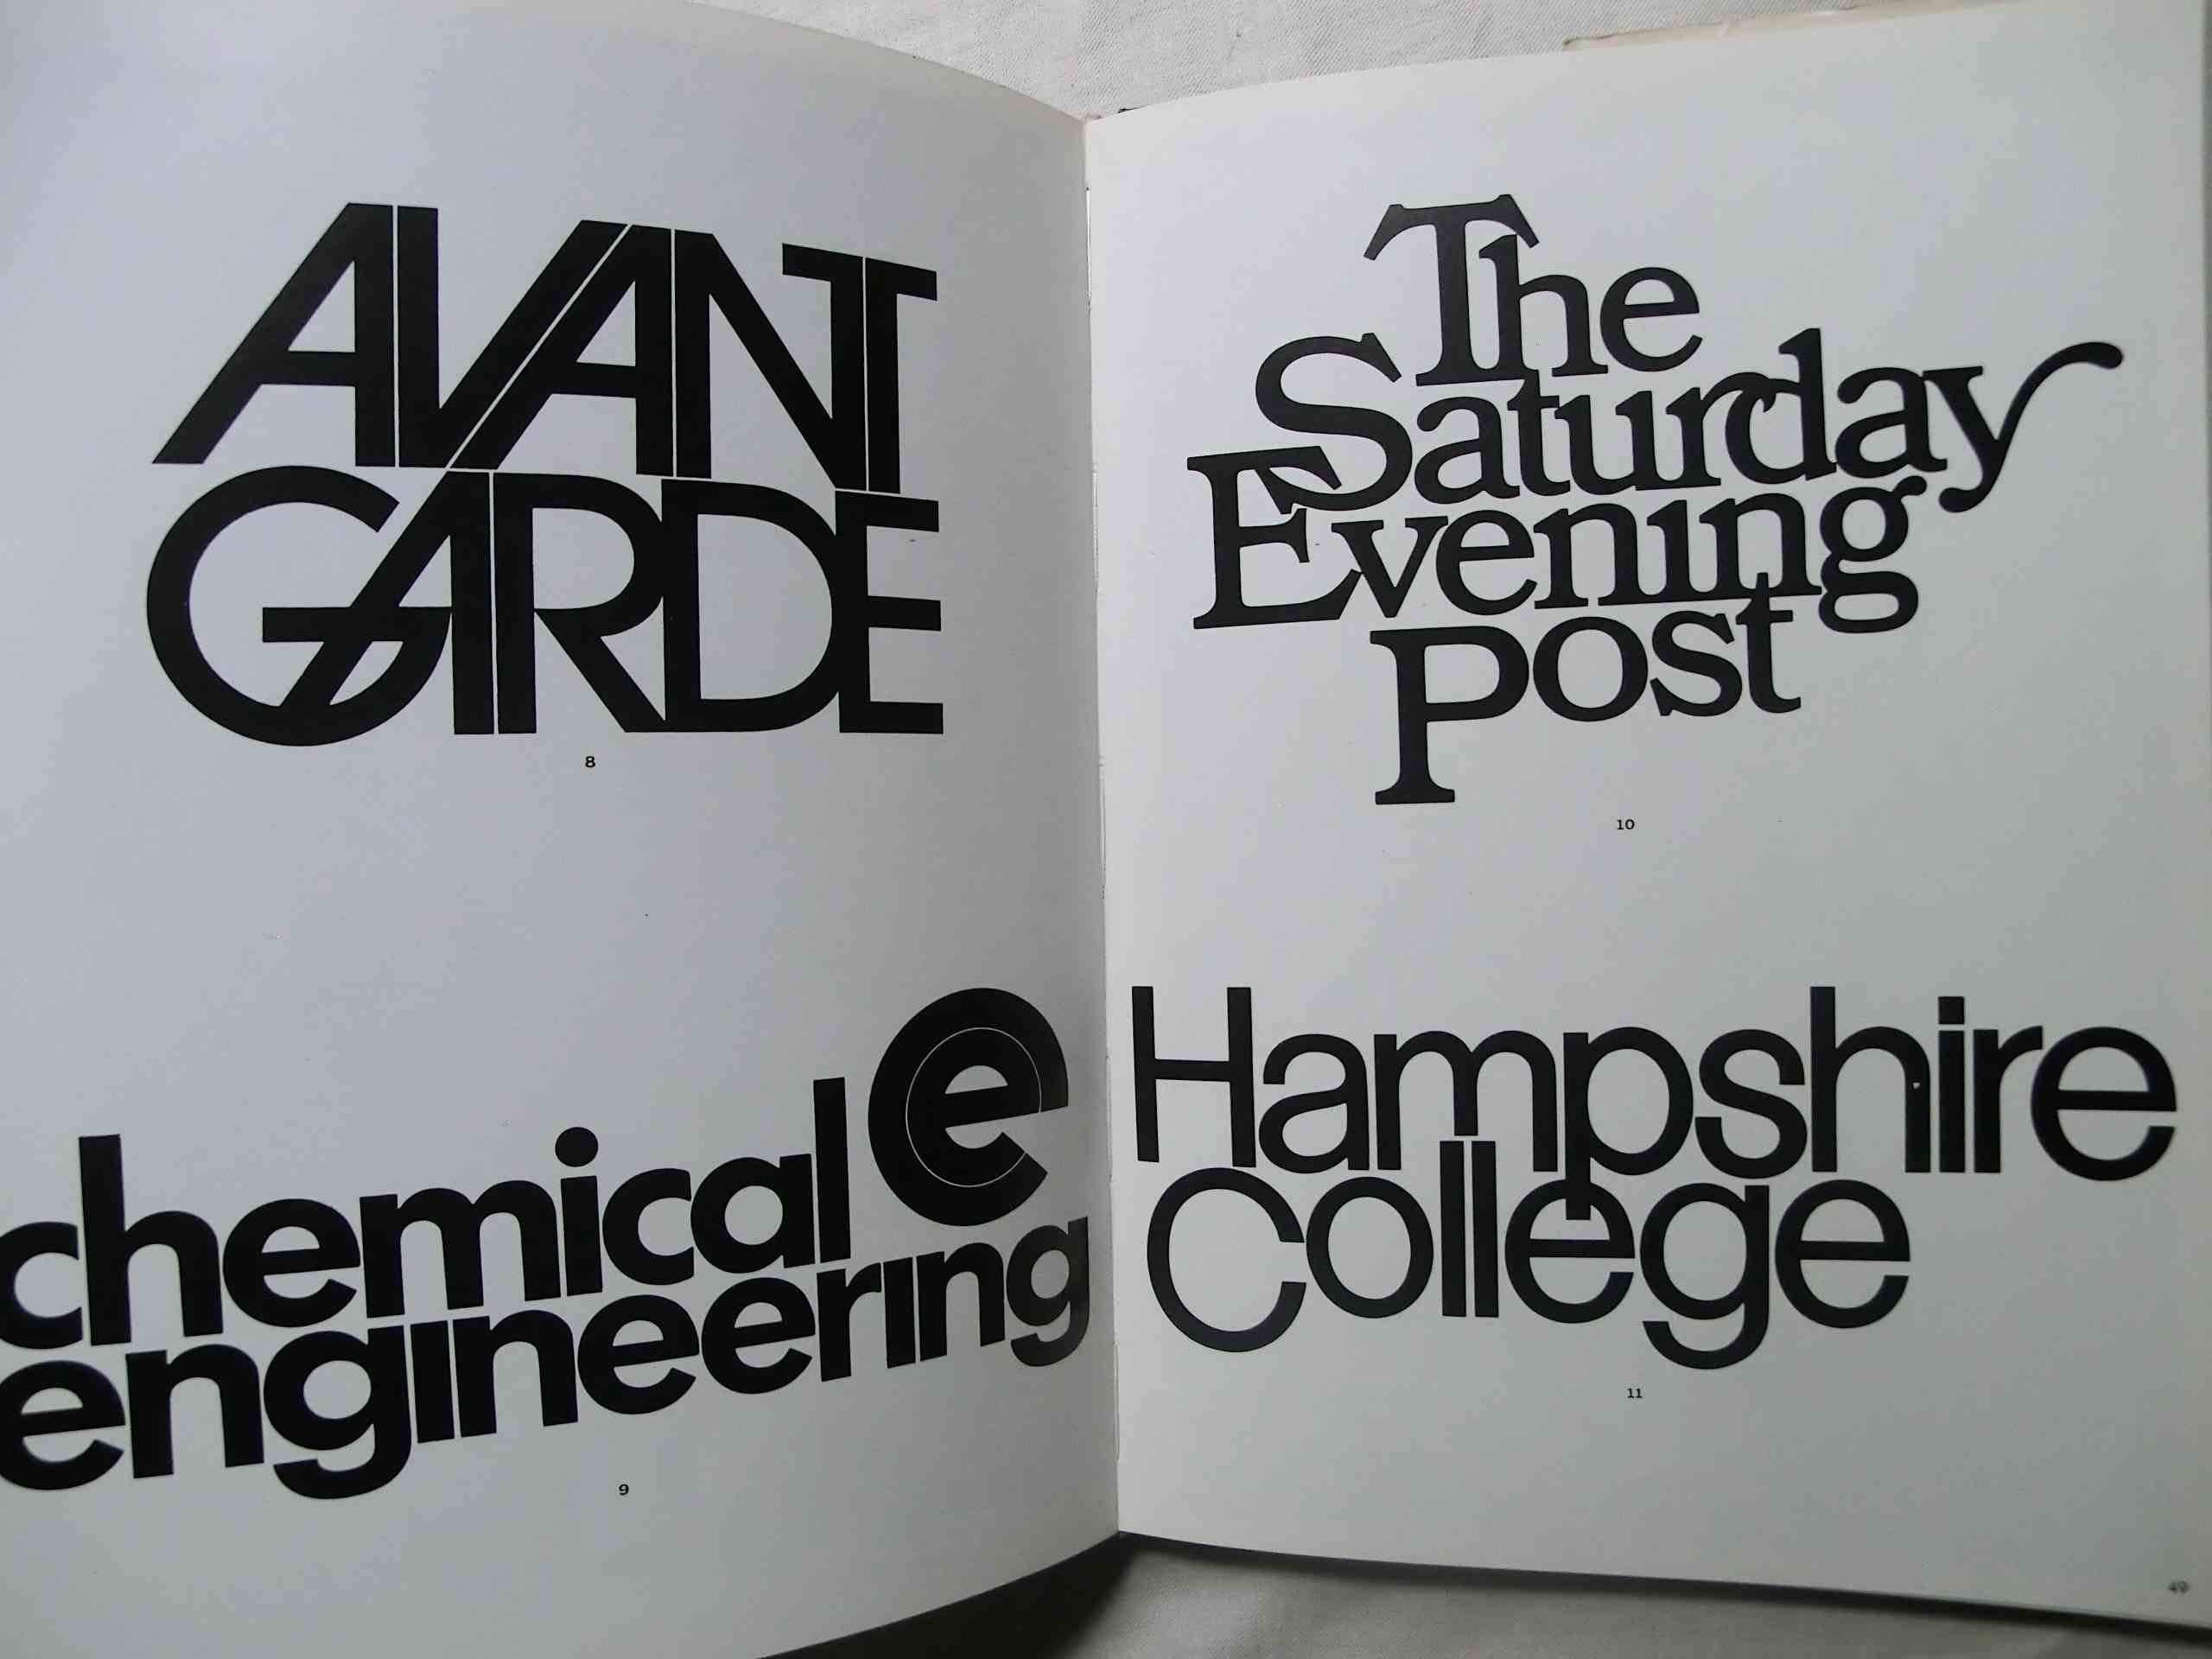 AVANT
GARDE
8
chemical e
engineering
9
The
Saturday
Evening
Post
10
Hampshire
College
11
49